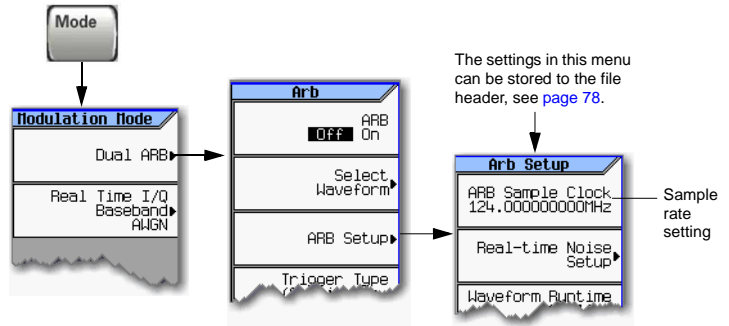 Mode
The settings in this menu
can be stored to the file
header, see page 78.
Modulation Mode
Dual ARB
Real Time I/Q
Baseband
AWGN
Arb
ARB
Off On
Select
Waveform
ARB Setup
Trigger Type
Arb Setup
ARB Sample Clock
124.000000000MHz
Real-time Noise
Setup
Waveform Runtime
Sample
rate
setting